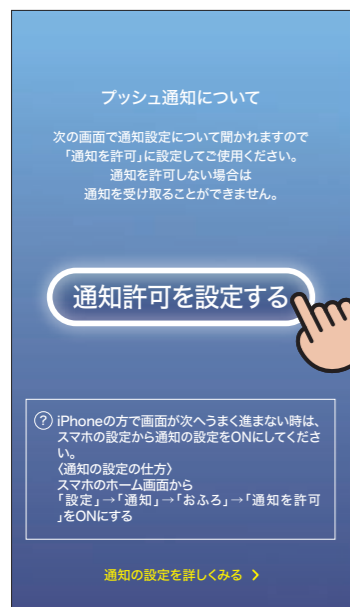 プッシュ通知について
次の画面で通知設定について聞かれますので
「通知を許可」に設定してご使用ください。
通知を許可しない場合は
通知を受け取ることができません。
通知許可を設定する
? iPhoneの方で画面が次へうまく進まない時は、
スマホの設定から通知の設定をONにしてくださ
い。
〈通知の設定の仕方〉
スマホのホーム画面から
「設定」→「通知」→「おふろ」→「通知を許可
」をONにする
通知の設定を詳しくみる >